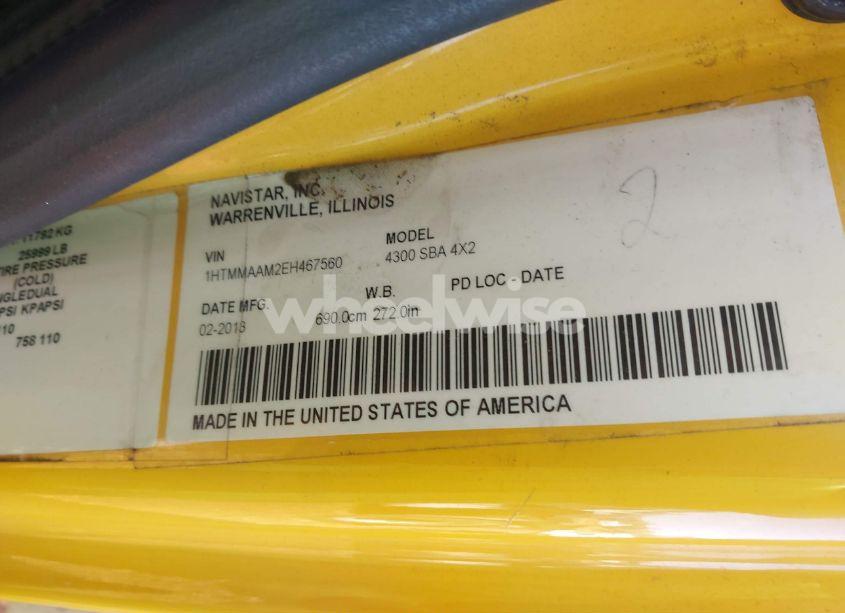 11792 KG
25999 LB
TIRE PRESSURE
(COLD)
PSI KPAPSI
758 110
NAVISTAR, INC.
WARRENVILLE, ILLINOIS
VIN
1HTMMAAM2EH467560
MODEL
4300 SBA 4X2
DATE MFG.
02-2013
W.B.
690.0cm 272.0in
PD LOC - DATE
MADE IN THE UNITED STATES OF AMERICA
2
wheelwise